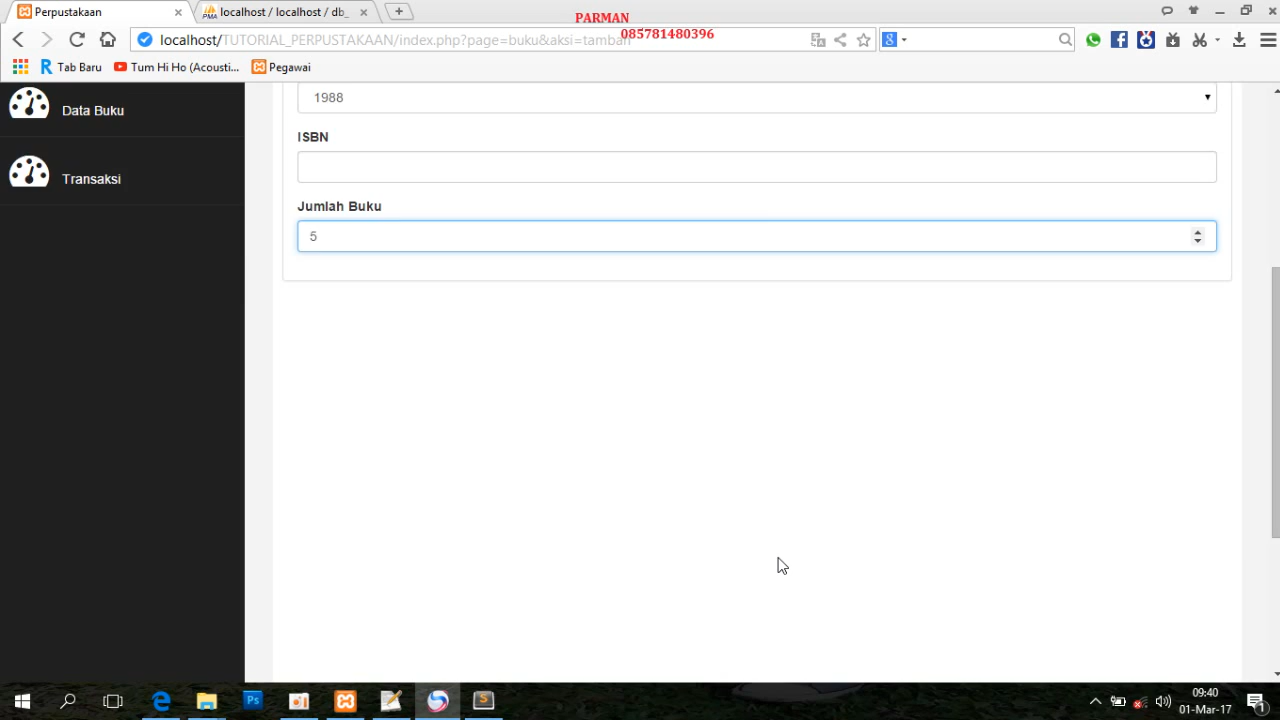 Perpustakaan
localhost / localhost / db_
PARMAN
085781480396
localhost/TUTORIAL_PERPUSTAKAAN/index.php?page=buku&aksi=tambah
Tab Baru
Tum Hi Ho (Acousti...
Pegawai
Data Buku
1988
ISBN
Transaksi
Jumlah Buku
5
09:40
01-Mar-17